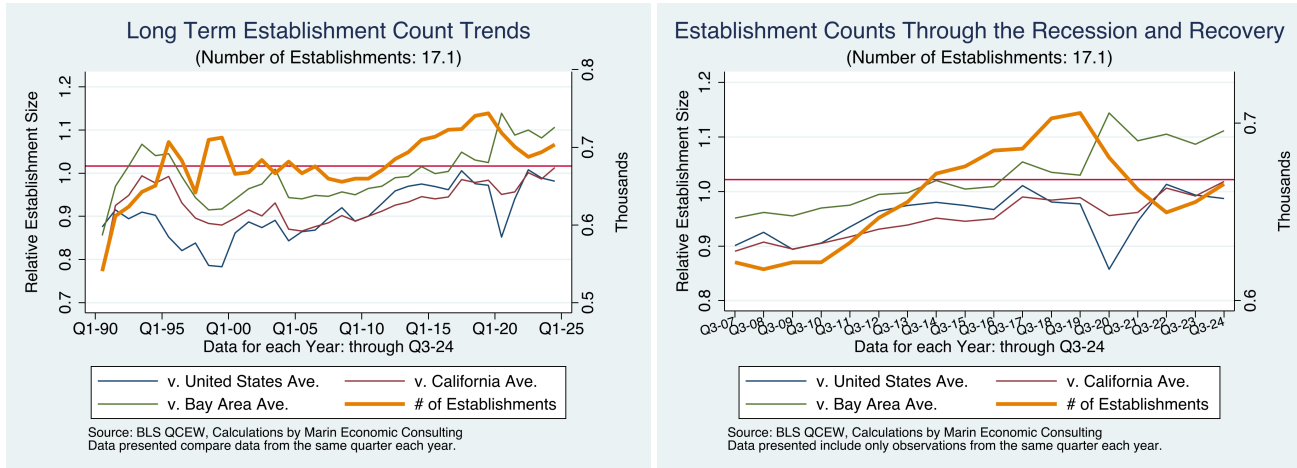 Long Term Establishment Count Trends
(Number of Establishments: 17.1)
Relative Establishment Size
1.2
1.1
1.0
0.9
0.8
0.7
0.8
0.7
0.6
0.5
Thousands
Q1-90 Q1-95 Q1-00 Q1-05 Q1-10 Q1-15 Q1-20 Q1-25
Data for each Year: through Q3-24
v. United States Ave. v. California Ave.
v. Bay Area Ave. # of Establishments
Source: BLS QCEW, Calculations by Marin Economic Consulting
Data presented compare data from the same quarter each year.
Establishment Counts Through the Recession and Recovery
(Number of Establishments: 17.1)
Relative Establishment Size
1.2
1.1
1.0
0.9
0.8
0.7
0.6
Thousands
Q3-07 Q3-08 Q3-09 Q3-10 Q3-11 Q3-12 Q3-13 Q3-14 Q3-15 Q3-16 Q3-17 Q3-18 Q3-19 Q3-20 Q3-21 Q3-22 Q3-23 Q3-24
Data for each Year: through Q3-24
v. United States Ave. v. California Ave.
v. Bay Area Ave. # of Establishments
Source: BLS QCEW, Calculations by Marin Economic Consulting
Data presented include only observations from the same quarter each year.